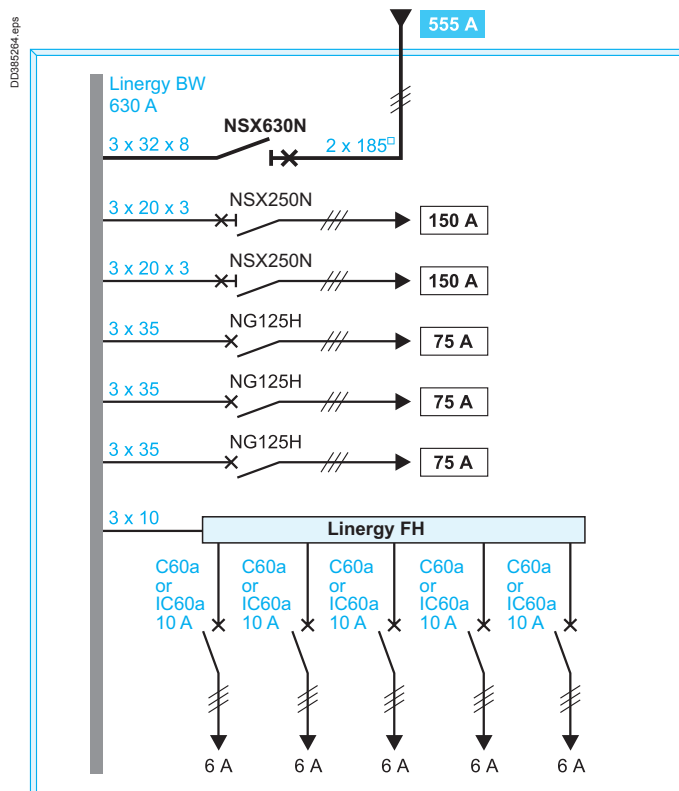 DD385264.eps
555 A
Linergy BW
630 A
NSX630N
3 x 32 x 8
2 x 185□
NSX250N
3 x 20 x 3
150 A
NSX250N
3 x 20 x 3
150 A
NG125H
3 x 35
75 A
NG125H
3 x 35
75 A
NG125H
3 x 35
75 A
3 x 10
Linergy FH
C60a
or
IC60a
10 A
C60a
or
IC60a
10 A
C60a
or
IC60a
10 A
C60a
or
IC60a
10 A
C60a
or
IC60a
10 A
6 A
6 A
6 A
6 A
6 A